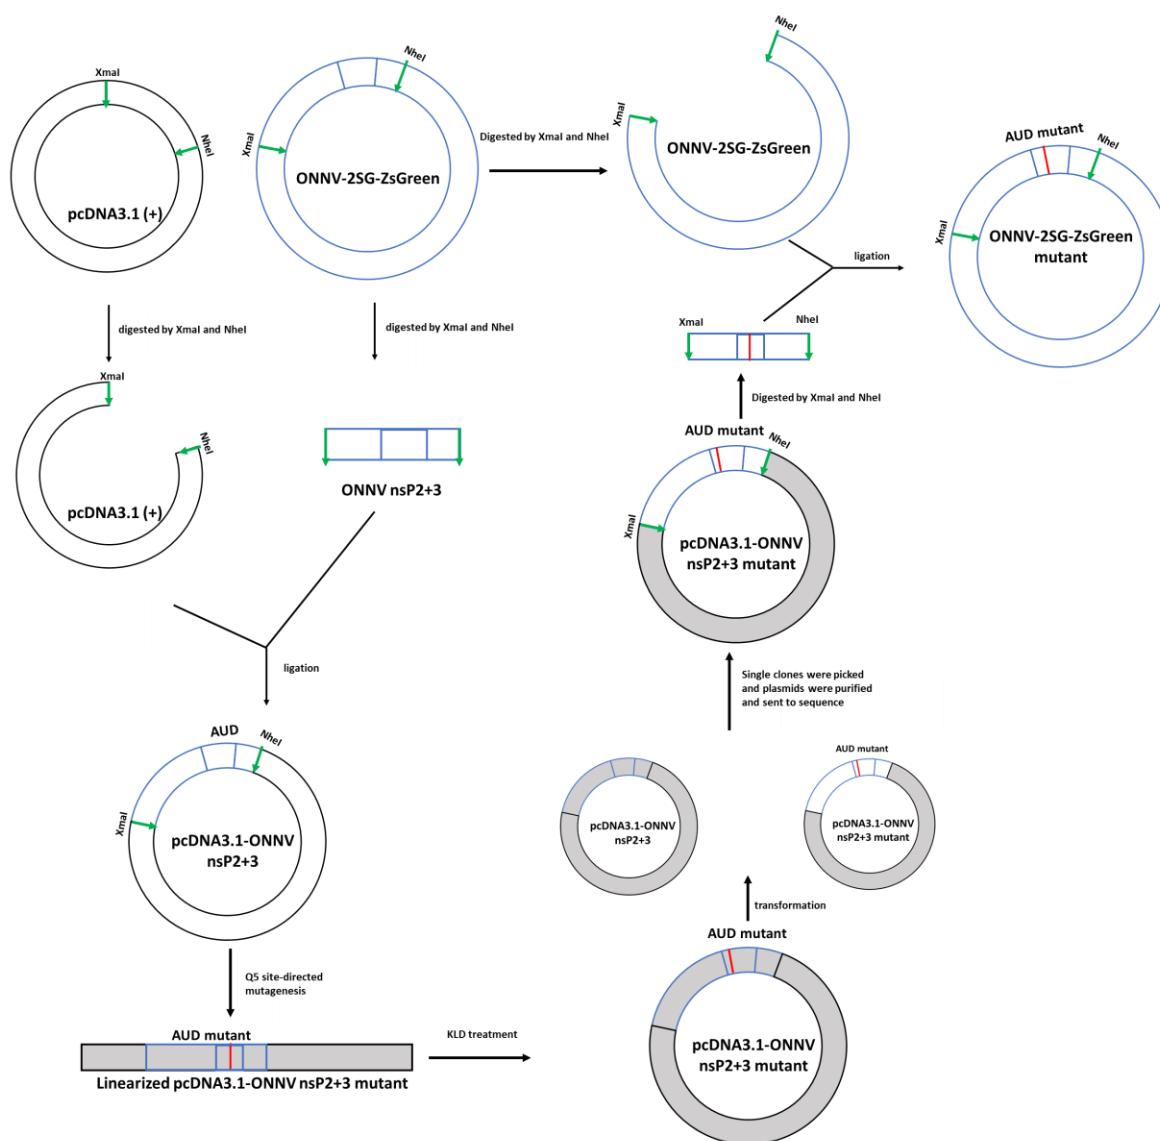 XmaI
NheI
pcDNA3.1 (+)
NheI
XmaI
ONNV-2SG-ZsGreen
Digested by XmaI and NheI
NheI
XmaI
ONNV-2SG-ZsGreen
AUD mutant
NheI
XmaI
ONNV-2SG-ZsGreen
mutant
ligation
digested by XmaI and NheI
digested by XmaI and NheI
XmaI
NheI
pcDNA3.1 (+)
ONNV nsP2+3
XmaI
NheI
Digested by XmaI and NheI
AUD mutant
NheI
XmaI
pcDNA3.1-ONNV
nsP2+3 mutant
ligation
Single clones were picked
and plasmids were purified
and sent to sequence
AUD
NheI
XmaI
pcDNA3.1-ONNV
nsP2+3
pcDNA3.1-ONNV
nsP2+3
AUD mutant
pcDNA3.1-ONNV
nsP2+3 mutant
transformation
Q5 site-directed
mutagenesis
AUD mutant
Linearized pcDNA3.1-ONNV nsP2+3 mutant
KLD treatment
AUD mutant
pcDNA3.1-ONNV
nsP2+3 mutant